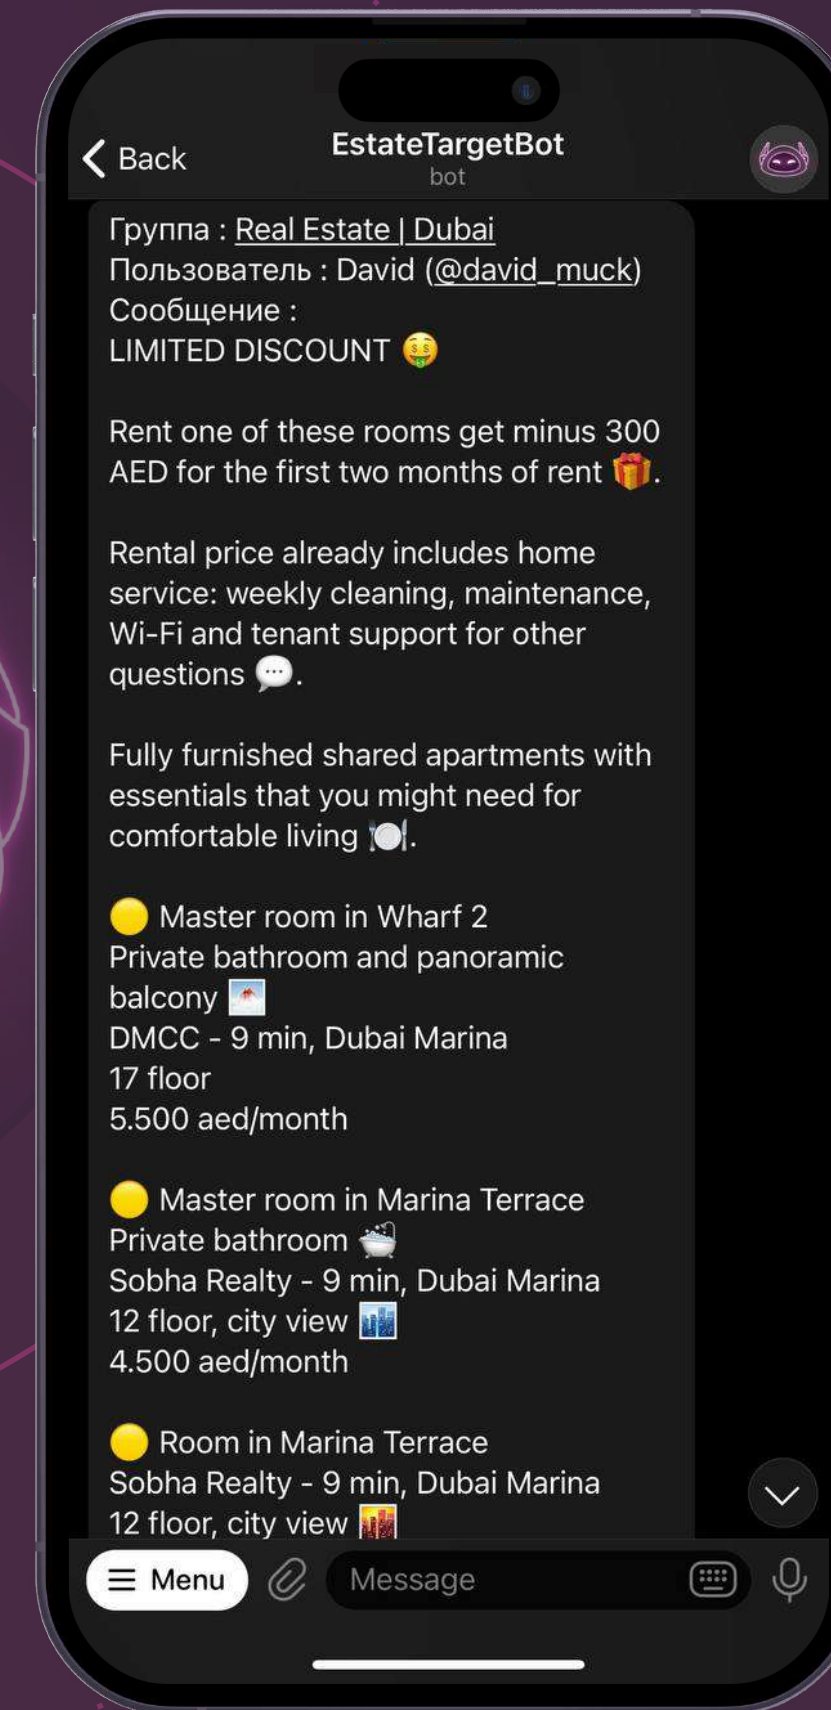 Back
EstateTargetBot
bot
Группа : Real Estate | Dubai
Пользователь : David (@david_muck)
Сообщение :
LIMITED DISCOUNT 🤑
Rent one of these rooms get minus 300
AED for the first two months of rent 🎁.
Rental price already includes home
service: weekly cleaning, maintenance,
Wi-Fi and tenant support for other
questions 💬.
Fully furnished shared apartments with
essentials that you might need for
comfortable living 🍽.
🟡 Master room in Wharf 2
Private bathroom and panoramic
balcony 🗻
DMCC - 9 min, Dubai Marina
17 floor
5.500 aed/month
🟡 Master room in Marina Terrace
Private bathroom 🛁
Sobha Realty - 9 min, Dubai Marina
12 floor, city view 🏙
4.500 aed/month
🟡 Room in Marina Terrace
Sobha Realty - 9 min, Dubai Marina
12 floor, city view 🌇
Menu
Message